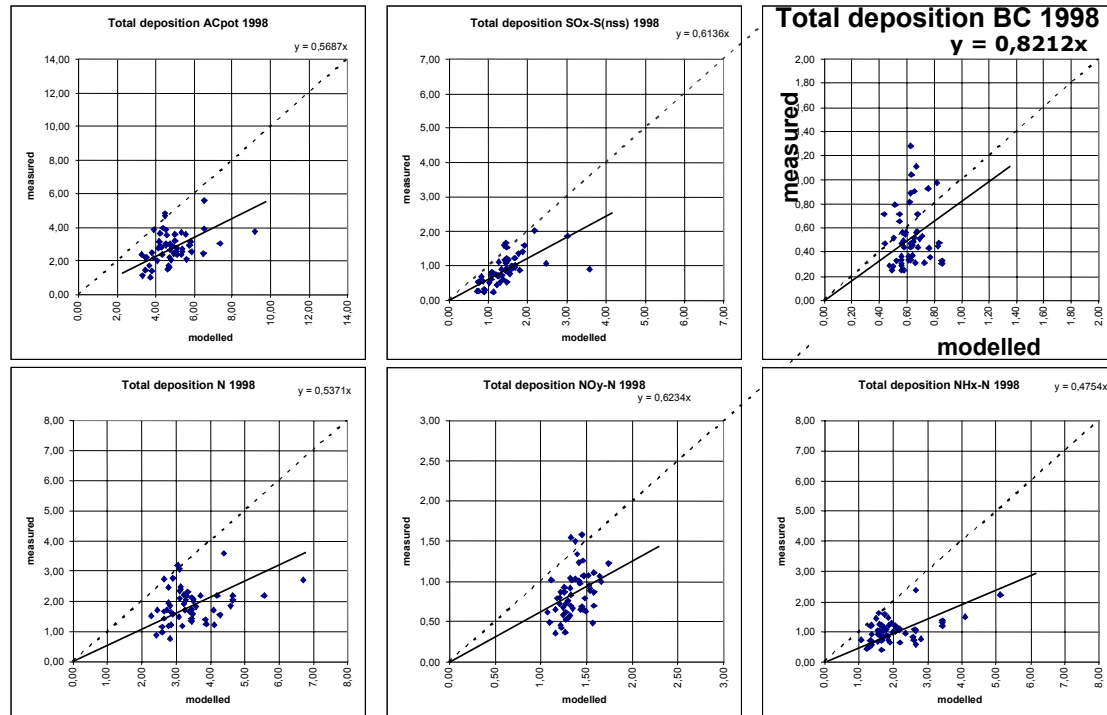 Total deposition ACpot 1998
y = 0,5687x
14,00
12,00
10,00
8,00
6,00
4,00
2,00
0,00
measured
0,00 2,00 4,00 6,00 8,00 10,00 12,00 14,00
modelled
Total deposition SOx-S(nss) 1998
y = 0,6136x
7,00
6,00
5,00
4,00
3,00
2,00
1,00
0,00
measured
0,00 1,00 2,00 3,00 4,00 5,00 6,00 7,00
modelled
Total deposition BC 1998
y = 0,8212x
2,00
1,80
1,60
1,40
1,20
1,00
0,80
0,60
0,40
0,20
0,00
measured
0,00 0,20 0,40 0,60 0,80 1,00 1,20 1,40 1,60 1,80 2,00
modelled
Total deposition N 1998
y = 0,5371x
8,00
7,00
6,00
5,00
4,00
3,00
2,00
1,00
0,00
measured
0,00 1,00 2,00 3,00 4,00 5,00 6,00 7,00 8,00
modelled
Total deposition NOy-N 1998
y = 0,6234x
3,00
2,50
2,00
1,50
1,00
0,50
0,00
measured
0,00 0,50 1,00 1,50 2,00 2,50 3,00
modelled
Total deposition NHx-N 1998
y = 0,4754x
8,00
7,00
6,00
5,00
4,00
3,00
2,00
1,00
0,00
measured
0,00 1,00 2,00 3,00 4,00 5,00 6,00 7,00 8,00
modelled